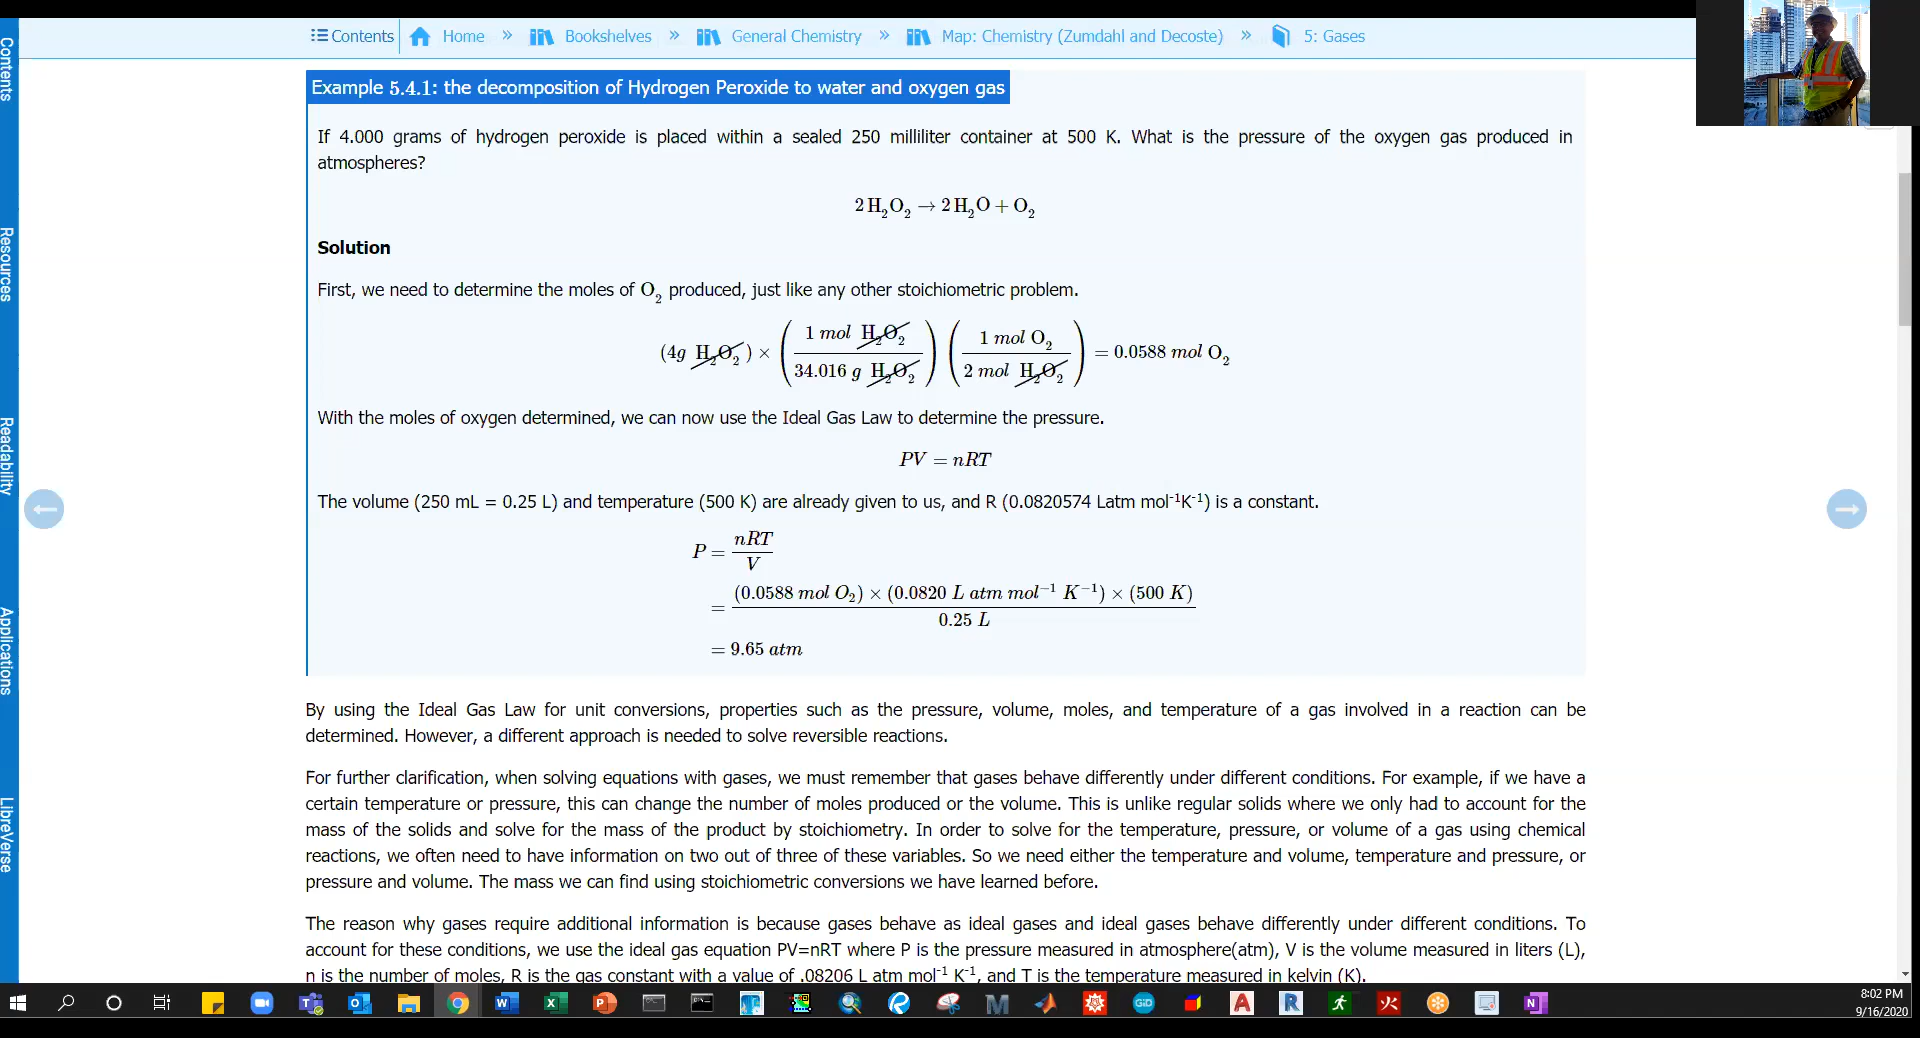 Contents
Home » Bookshelves » General Chemistry » Map: Chemistry (Zumdahl and Decoste) » 5: Gases
Contents
Resources
Readability
Applications
LibreVerse
Example 5.4.1: the decomposition of Hydrogen Peroxide to water and oxygen gas
If 4.000 grams of hydrogen peroxide is placed within a sealed 250 milliliter container at 500 K. What is the pressure of the oxygen gas produced in
atmospheres?
2 H₂O₂ → 2 H₂O + O₂
Solution
First, we need to determine the moles of O₂ produced, just like any other stoichiometric problem.
(4g H₂O₂) × (1 mol H₂O₂ / 34.016 g H₂O₂) (1 mol O₂ / 2 mol H₂O₂) = 0.0588 mol O₂
With the moles of oxygen determined, we can now use the Ideal Gas Law to determine the pressure.
PV = nRT
The volume (250 mL = 0.25 L) and temperature (500 K) are already given to us, and R (0.0820574 Latm mol⁻¹K⁻¹) is a constant.
P = nRT / V
= (0.0588 mol O₂) × (0.0820 L atm mol⁻¹ K⁻¹) × (500 K) / 0.25 L
= 9.65 atm
By using the Ideal Gas Law for unit conversions, properties such as the pressure, volume, moles, and temperature of a gas involved in a reaction can be
determined. However, a different approach is needed to solve reversible reactions.
For further clarification, when solving equations with gases, we must remember that gases behave differently under different conditions. For example, if we have a
certain temperature or pressure, this can change the number of moles produced or the volume. This is unlike regular solids where we only had to account for the
mass of the solids and solve for the mass of the product by stoichiometry. In order to solve for the temperature, pressure, or volume of a gas using chemical
reactions, we often need to have information on two out of three of these variables. So we need either the temperature and volume, temperature and pressure, or
pressure and volume. The mass we can find using stoichiometric conversions we have learned before.
The reason why gases require additional information is because gases behave as ideal gases and ideal gases behave differently under different conditions. To
account for these conditions, we use the ideal gas equation PV=nRT where P is the pressure measured in atmosphere(atm), V is the volume measured in liters (L),
n is the number of moles, R is the gas constant with a value of .08206 L atm mol⁻¹ K⁻¹, and T is the temperature measured in kelvin (K).
8:02 PM
9/16/2020